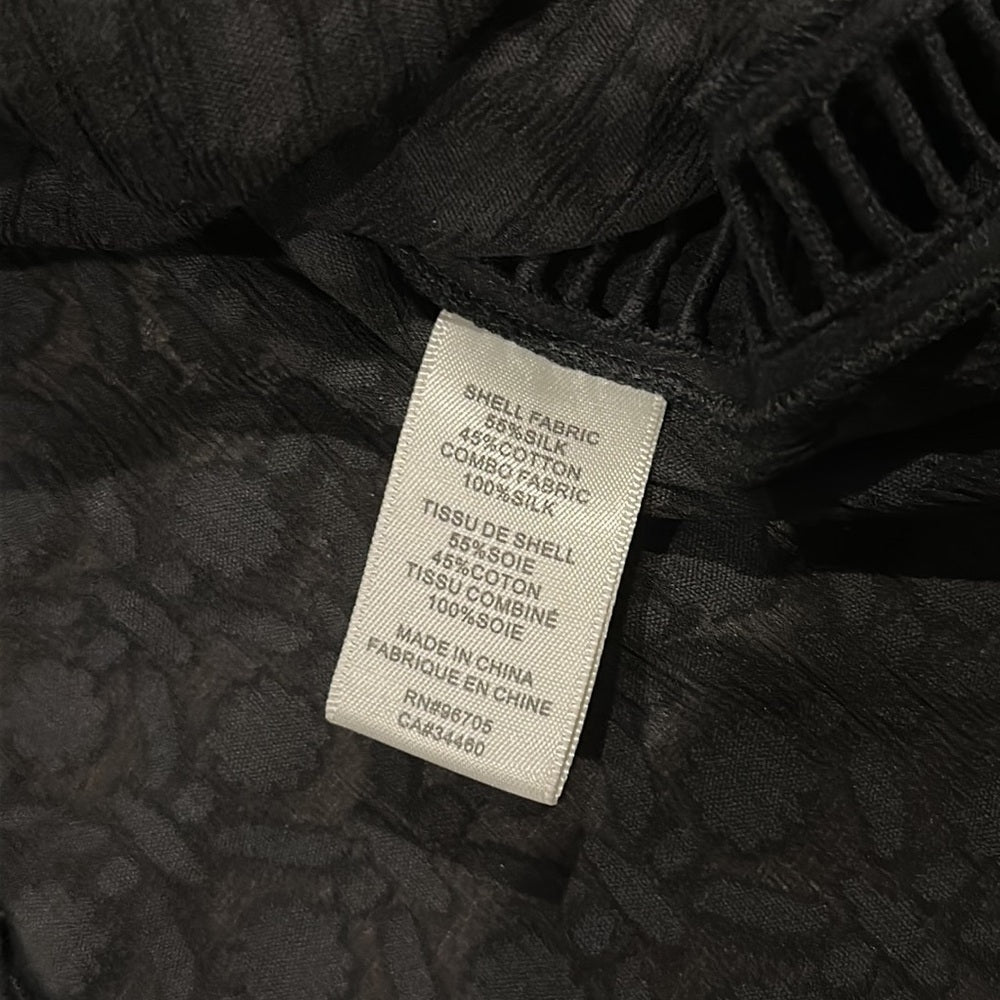 SHELL FABRIC
55%SILK
45%COTTON
COMBO FABRIC
100%SILK
TISSU DE SHELL
55%SOIE
45%COTON
TISSU COMBINÉ
100%SOIE
MADE IN CHINA
FABRIQUE EN CHINE
RN#96705
CA#34460